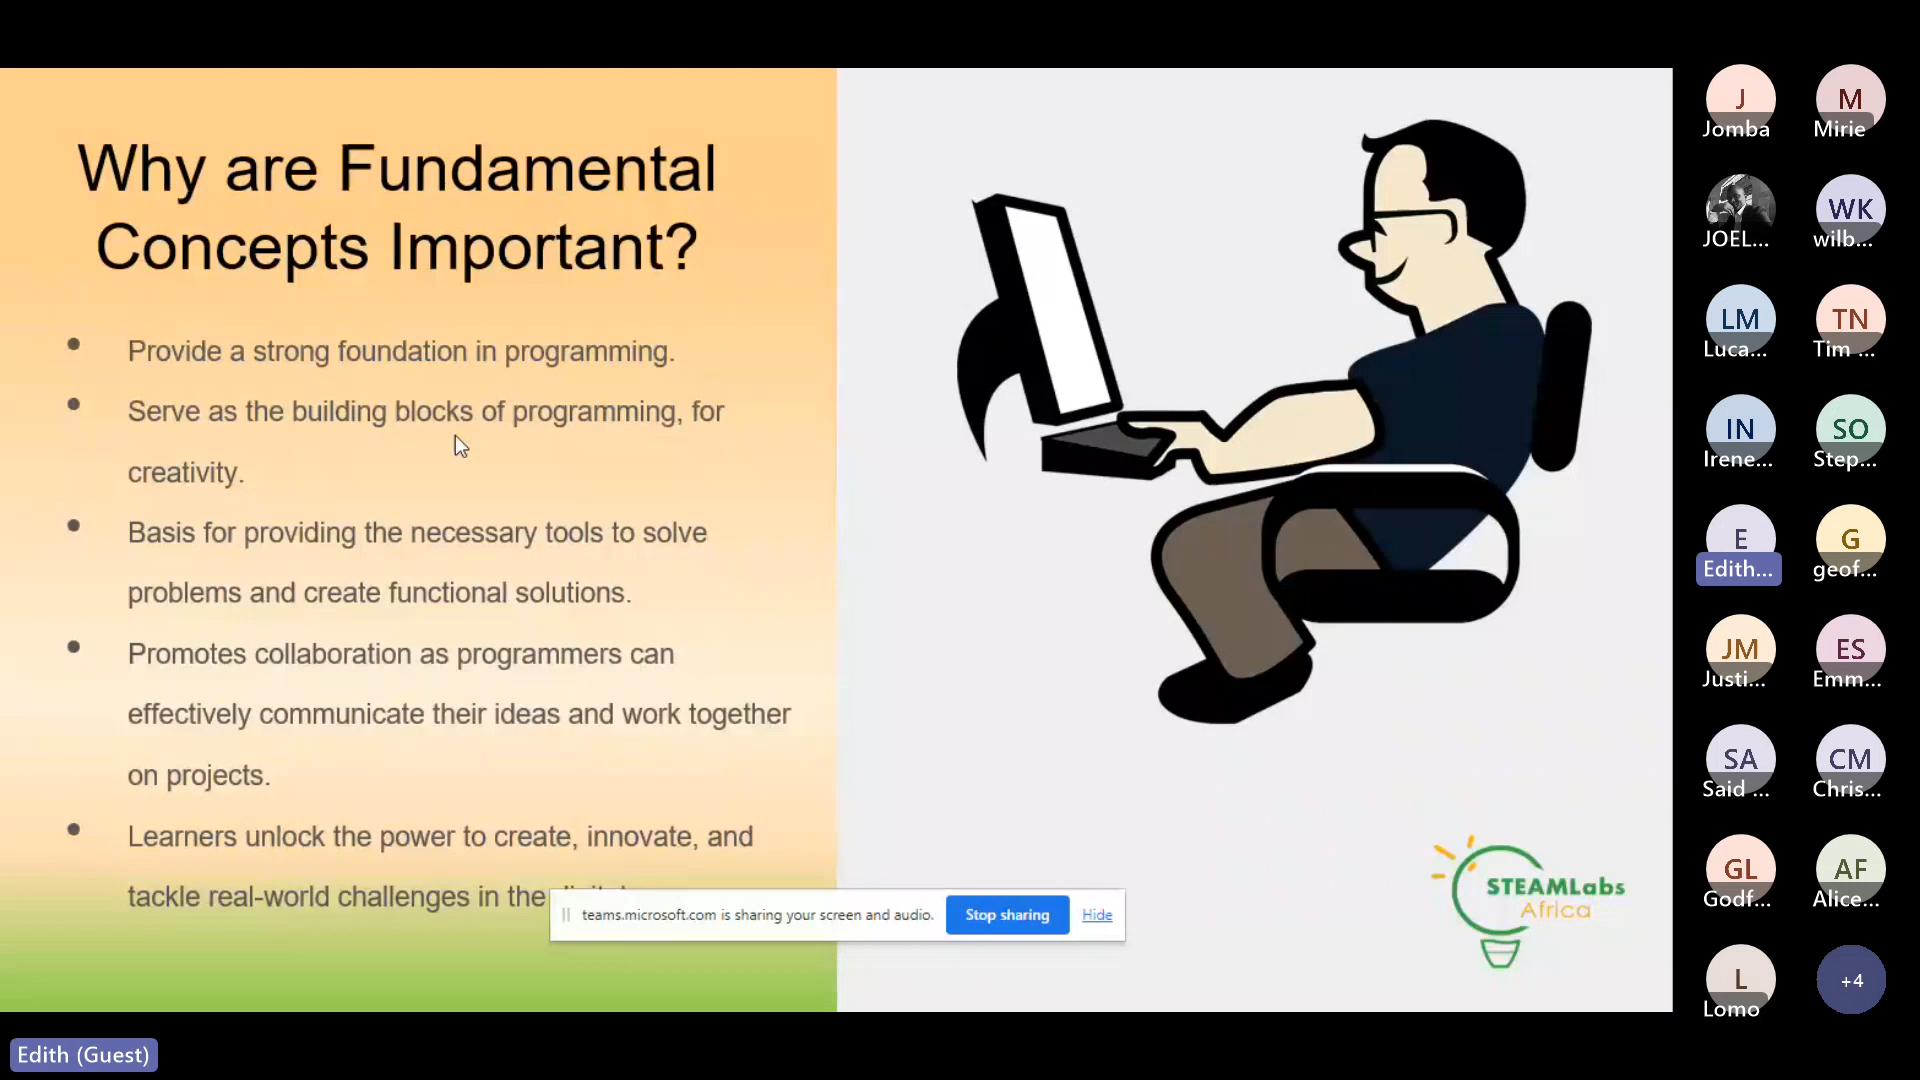 Why are Fundamental
Concepts Important?
Provide a strong foundation in programming.
Serve as the building blocks of programming, for
creativity.
Basis for providing the necessary tools to solve
problems and create functional solutions.
Promotes collaboration as programmers can
effectively communicate their ideas and work together
on projects.
Learners unlock the power to create, innovate, and
tackle real-world challenges in the
teams.microsoft.com is sharing your screen and audio.
Stop sharing
Hide
STEAMLabs
Africa
J
Jomba
M
Mirie
JOEL...
WK
wilb...
LM
Luca...
TN
Tim ...
IN
Irene...
SO
Step...
E
Edith...
G
geof...
JM
Justi...
ES
Emm...
SA
Said ...
CM
Chris...
GL
Godf...
AF
Alice...
L
Lomo
+4
Edith (Guest)